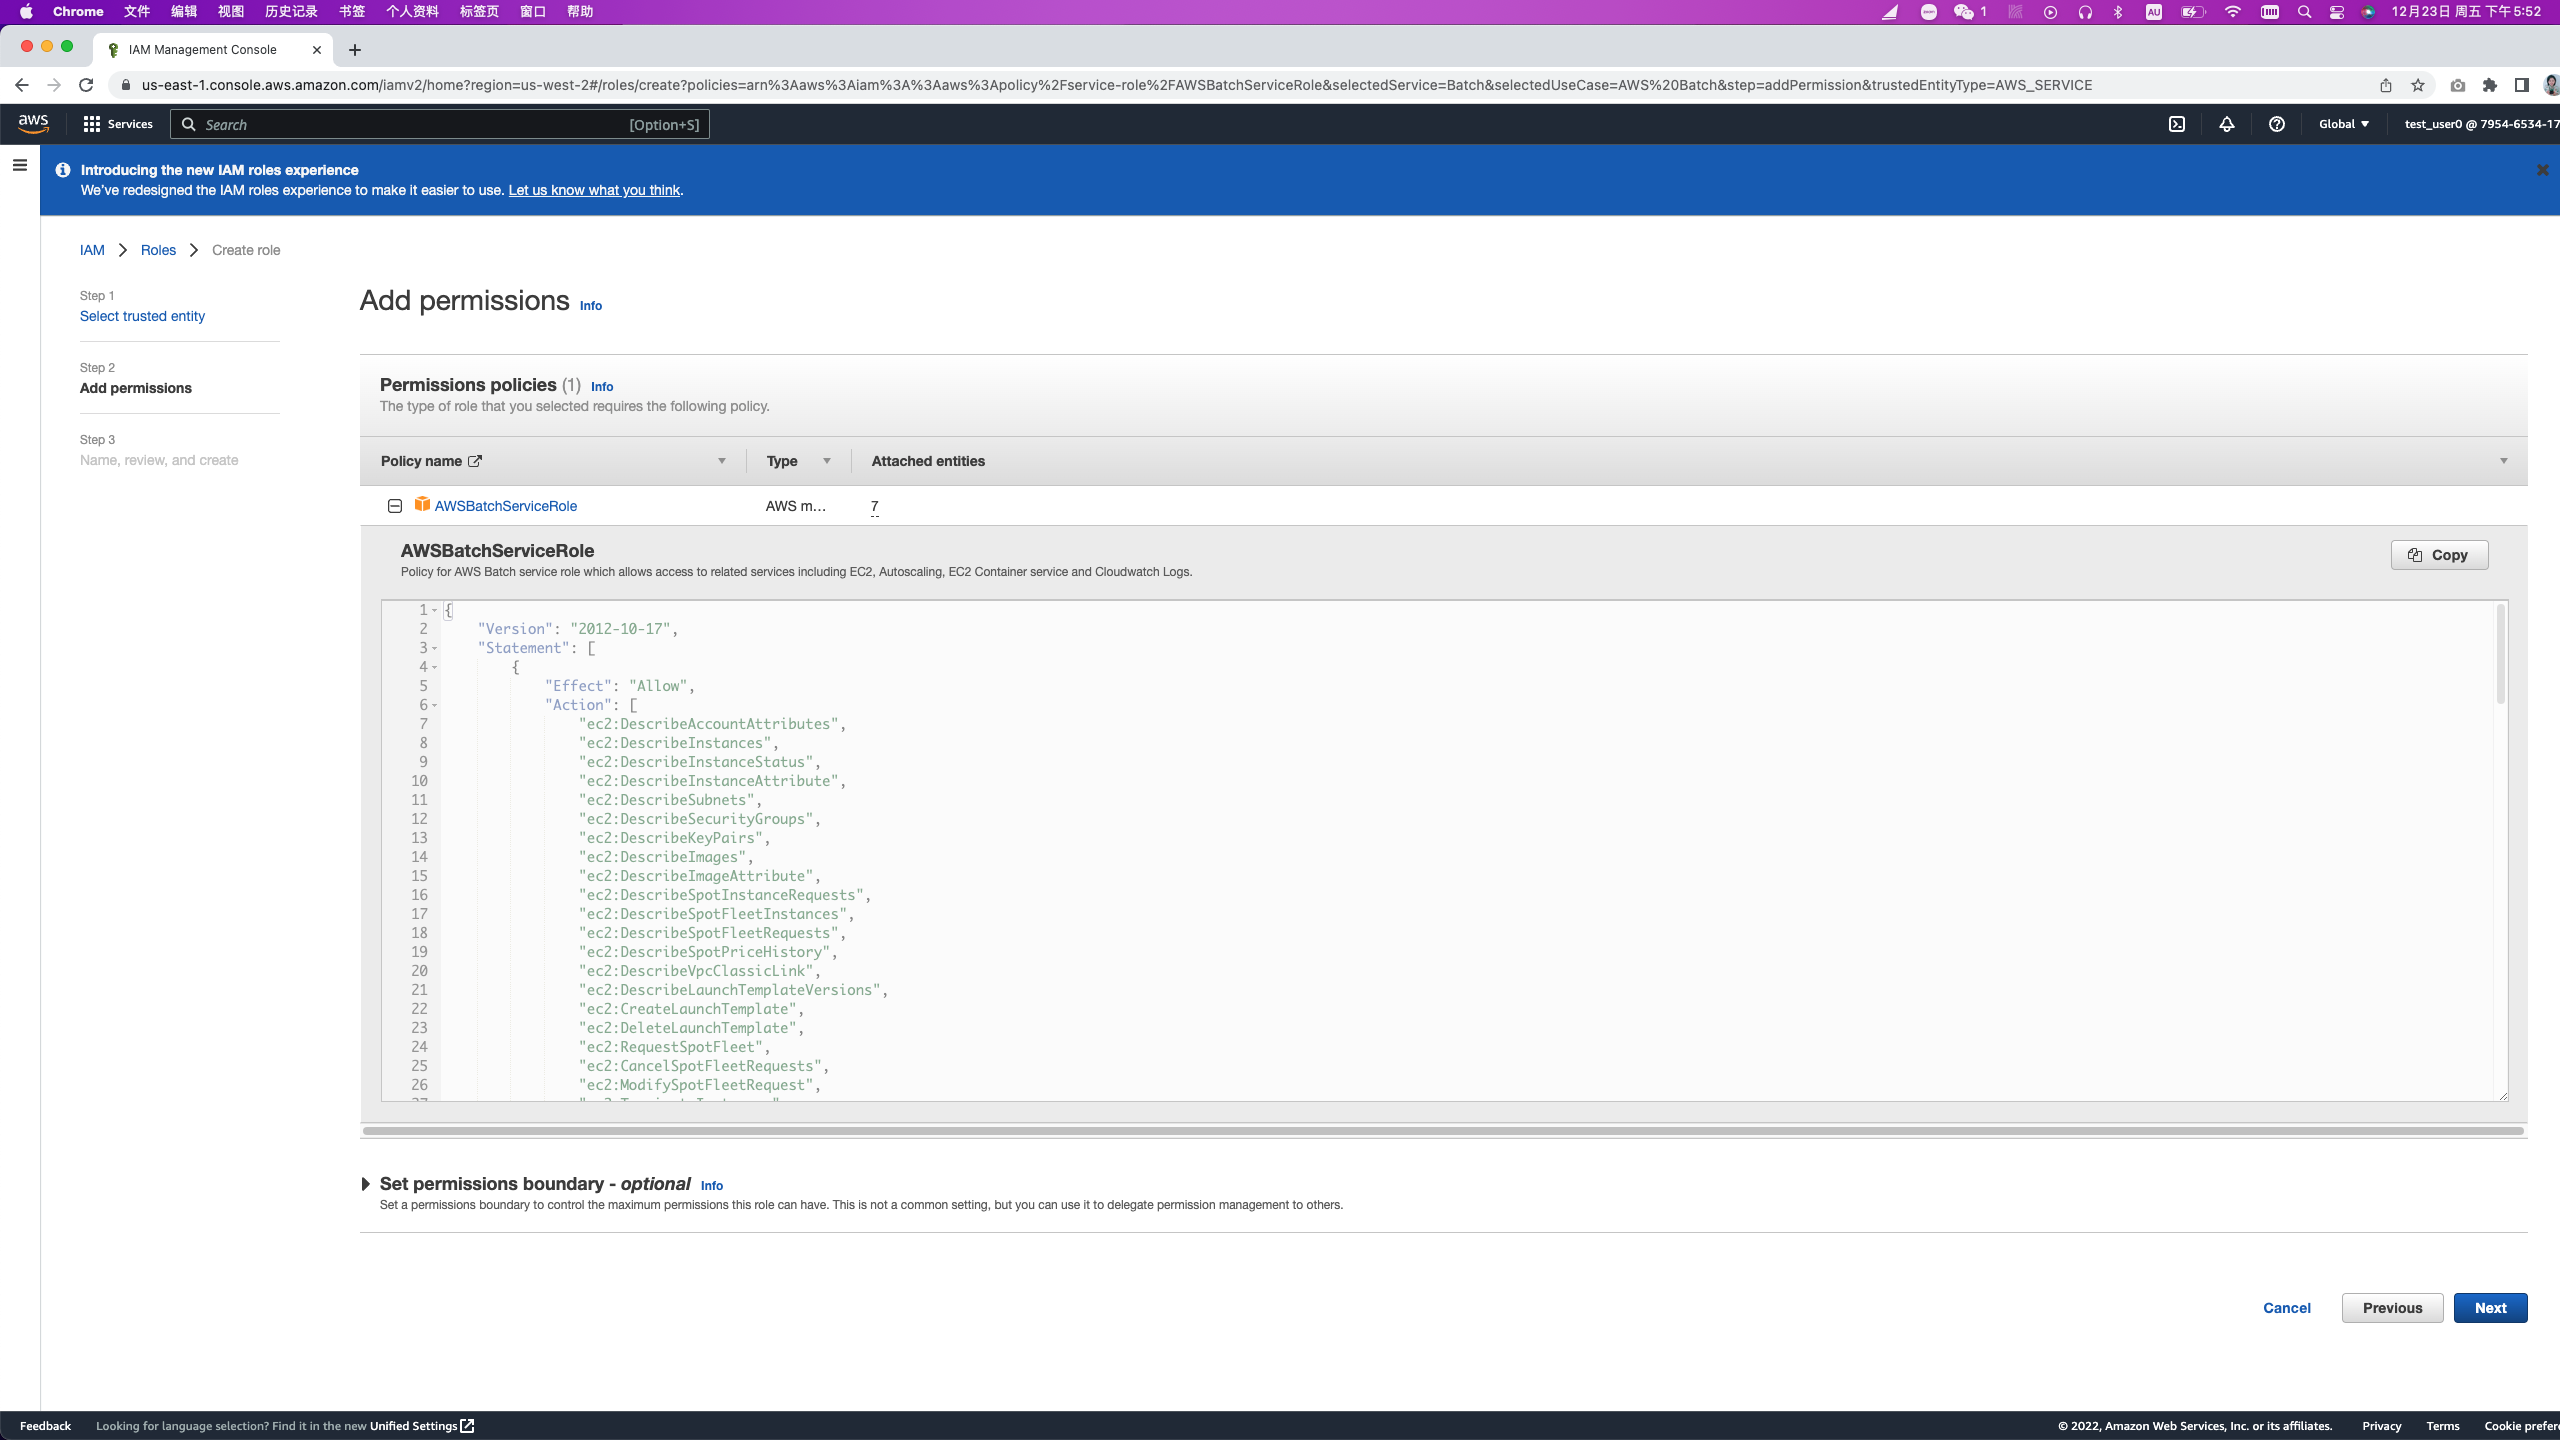 Chrome 文件 编辑 视图 历史记录 书签 个人资料 标签页 窗口 帮助 1 AU 12月23日 周五 下午5:52
IAM Management Console
us-east-1.console.aws.amazon.com/iamv2/home?region=us-west-2#/roles/create?policies=arn%3Aaws%3Aiam%3A%3Aaws%3Apolicy%2Fservice-role%2FAWSBatchServiceRole&selectedService=Batch&selectedUseCase=AWS%20Batch&step=addPermission&trustedEntityType=AWS_SERVICE
aws Services Search [Option+S] Global test_user0 @ 7954-6534-17
Introducing the new IAM roles experience
We've redesigned the IAM roles experience to make it easier to use. Let us know what you think.
IAM Roles Create role
Step 1
Select trusted entity
Step 2
Add permissions
Step 3
Name, review, and create
Add permissions Info
Permissions policies (1) Info
The type of role that you selected requires the following policy.
Policy name Type Attached entities
AWSBatchServiceRole AWS m... 7
AWSBatchServiceRole
Copy
Policy for AWS Batch service role which allows access to related services including EC2, Autoscaling, EC2 Container service and Cloudwatch Logs.
1 {
2 "Version": "2012-10-17",
3 "Statement": [
4 {
5 "Effect": "Allow",
6 "Action": [
7 "ec2:DescribeAccountAttributes",
8 "ec2:DescribeInstances",
9 "ec2:DescribeInstanceStatus",
10 "ec2:DescribeInstanceAttribute",
11 "ec2:DescribeSubnets",
12 "ec2:DescribeSecurityGroups",
13 "ec2:DescribeKeyPairs",
14 "ec2:DescribeImages",
15 "ec2:DescribeImageAttribute",
16 "ec2:DescribeSpotInstanceRequests",
17 "ec2:DescribeSpotFleetInstances",
18 "ec2:DescribeSpotFleetRequests",
19 "ec2:DescribeSpotPriceHistory",
20 "ec2:DescribeVpcClassicLink",
21 "ec2:DescribeLaunchTemplateVersions",
22 "ec2:CreateLaunchTemplate",
23 "ec2:DeleteLaunchTemplate",
24 "ec2:RequestSpotFleet",
25 "ec2:CancelSpotFleetRequests",
26 "ec2:ModifySpotFleetRequest",
Set permissions boundary - optional Info
Set a permissions boundary to control the maximum permissions this role can have. This is not a common setting, but you can use it to delegate permission management to others.
Cancel Previous Next
Feedback Looking for language selection? Find it in the new Unified Settings © 2022, Amazon Web Services, Inc. or its affiliates. Privacy Terms Cookie prefere